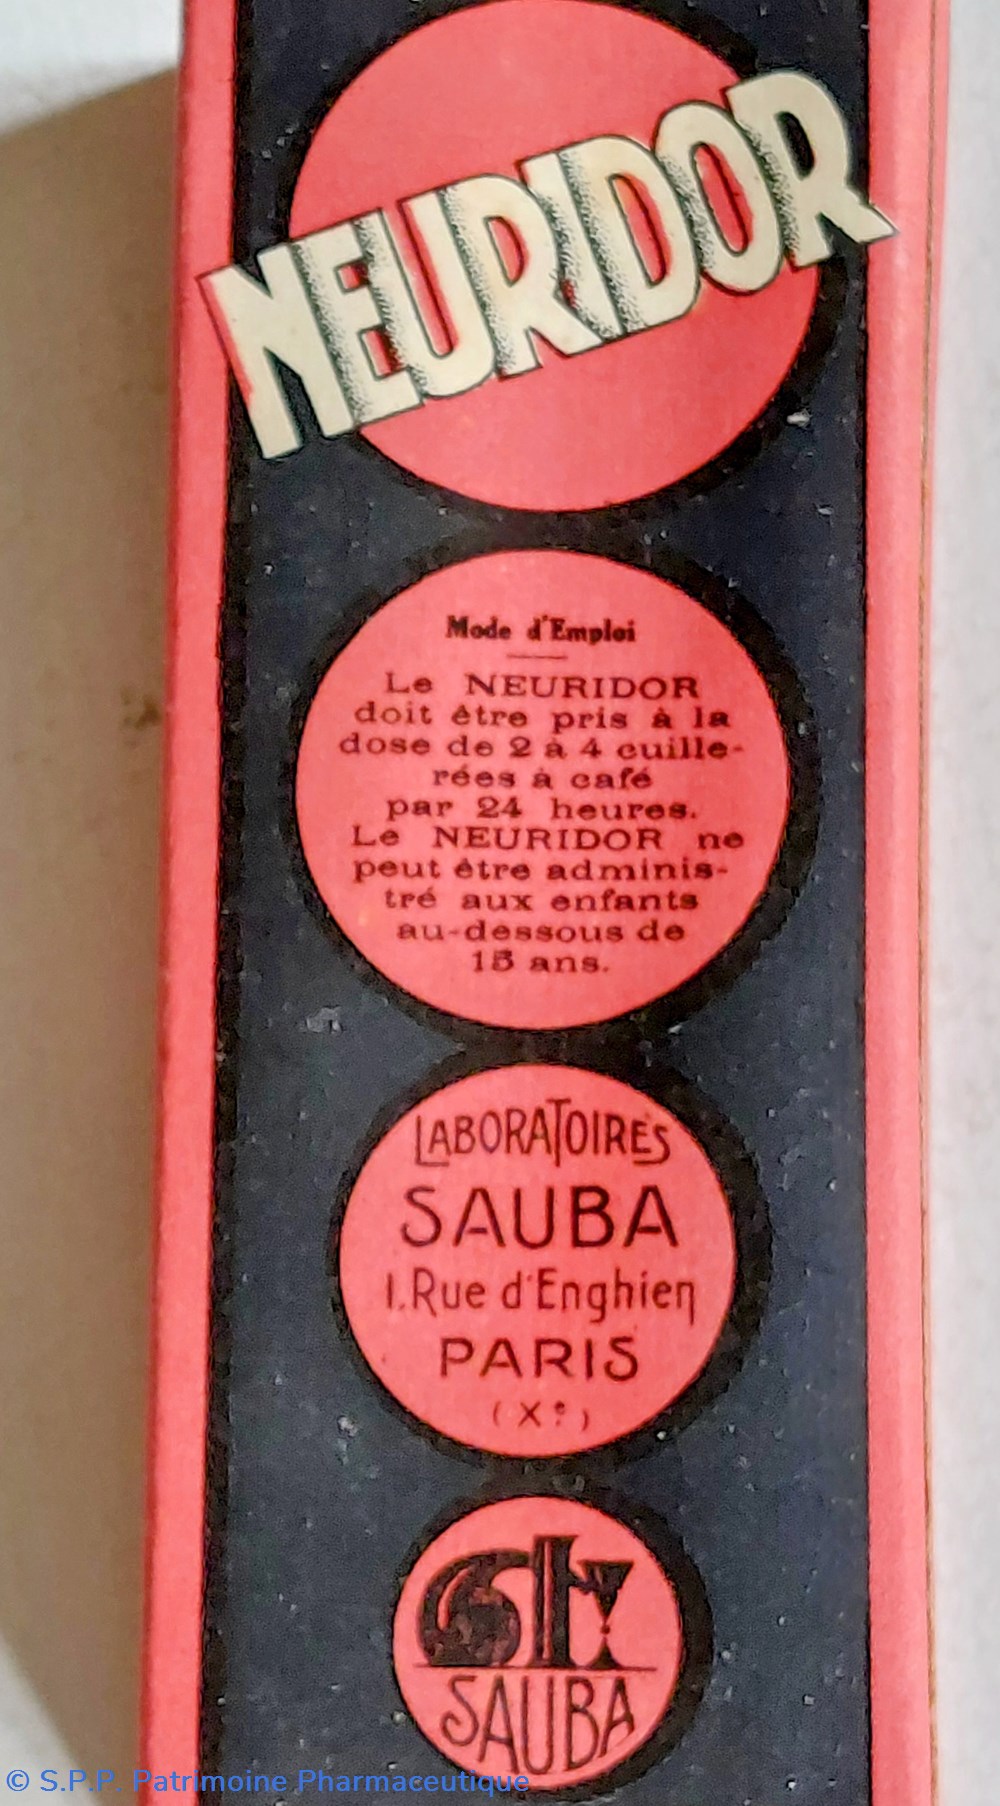 NEURIDOR
Mode d'Emploi
Le NEURIDOR
doit être pris à la
dose de 2 à 4 cuille-
rées à café
par 24 heures.
Le NEURIDOR ne
peut être adminis-
tré aux enfants
au-dessous de
15 ans.
LABORATOIRES
SAUBA
1. Rue d'Enghien
PARIS
(Xe)
St
SAUBA
© S.P.P. Patrimoine Pharmaceutique